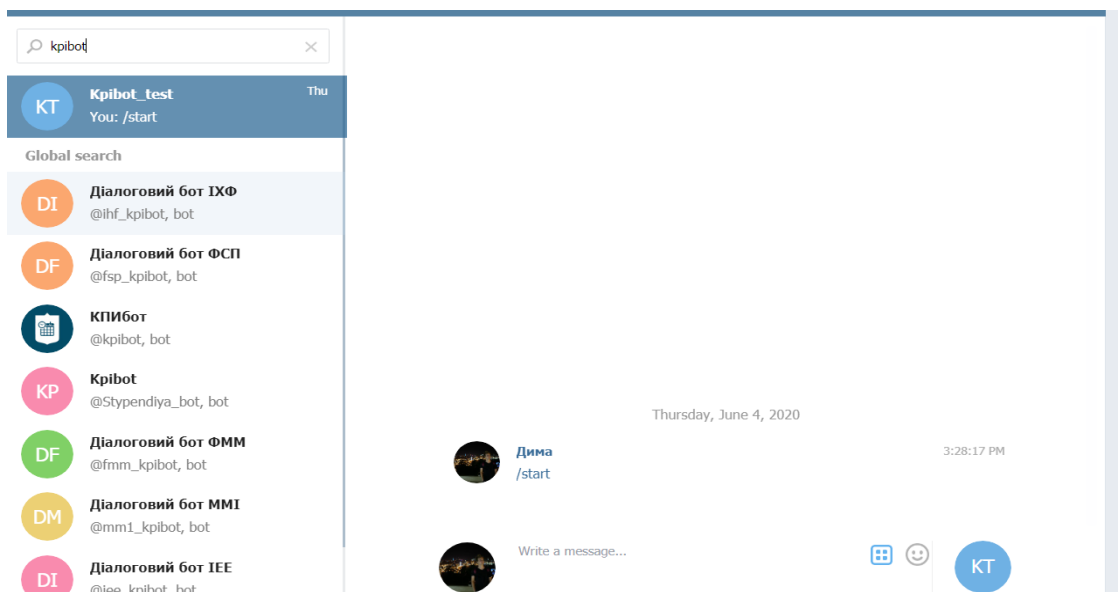 kpibot
KT
Kpibot_test
Thu
You: /start
Global search
DI
Діалоговий бот ІХФ
@ihf_kpibot, bot
DF
Діалоговий бот ФСП
@fsp_kpibot, bot
КПИбот
@kpibot, bot
KP
Kpibot
@Stypendiya_bot, bot
DF
Діалоговий бот ФММ
@fmm_kpibot, bot
DM
Діалоговий бот ММІ
@mm1_kpibot, bot
DI
Діалоговий бот ІЕЕ
@iee_kpibot, bot
Thursday, June 4, 2020
Дима
3:28:17 PM
/start
Write a message...
KT